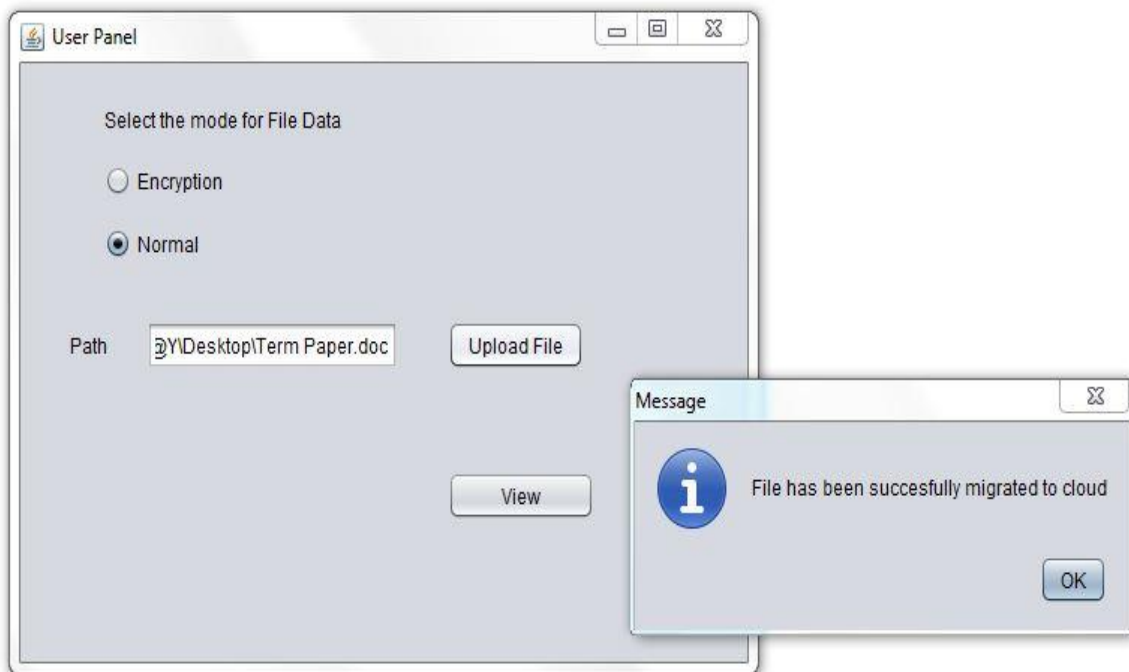 User Panel
Select the mode for File Data
Encryption
Normal
Path @Y\Desktop\Term Paper.doc Upload File
View
Message
File has been succesfully migrated to cloud
OK